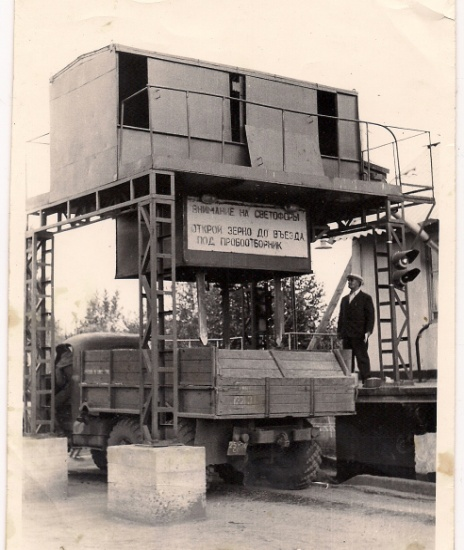 ВНИМАНИЕ НА СВЕТОФОРЫ
ОТКРОЙ ЗЕРНО ДО ВЪЕЗДА
ПОД ПРОБООТБОРНИК